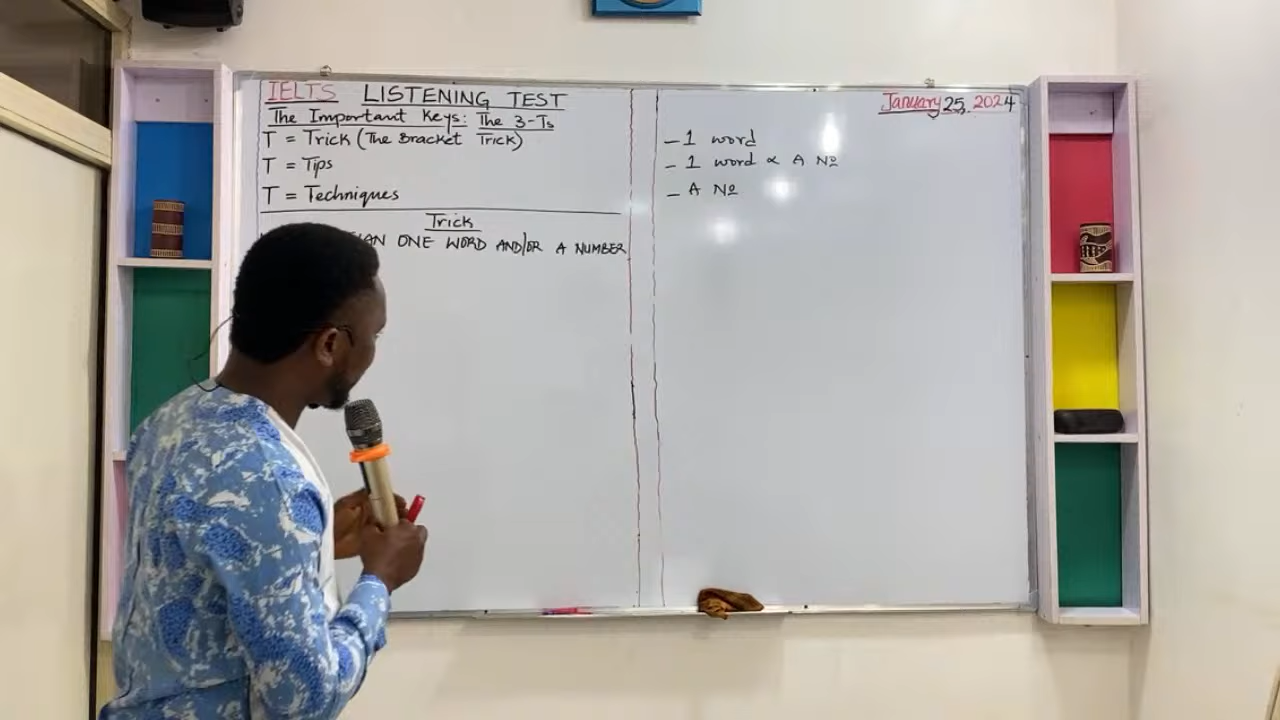 IELTS LISTENING TEST
The Important Keys: The 3-Ts
T = Trick (The Bracket Trick)
T = Tips
T = Techniques
Trick
ONE WORD AND/OR A NUMBER
January 25, 2024
- 1 word
- 1 word & A No
- A No